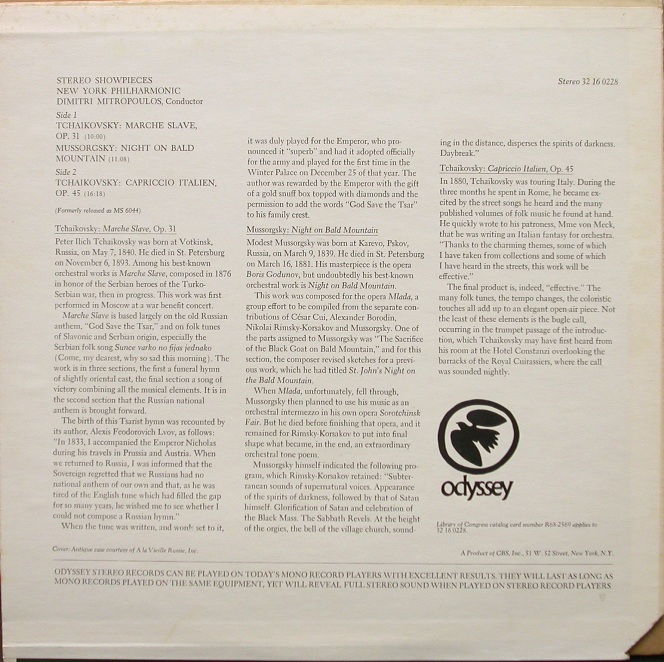 STEREO SHOWPIECES
NEW YORK PHILHARMONIC
DIMITRI MITROPOULOS, Conductor
Stereo 32 16 0228
Side 1
TCHAIKOVSKY: MARCHE SLAVE,
OP. 31 (10:00)
MUSSORGSKY: NIGHT ON BALD
MOUNTAIN (11:08)
Side 2
TCHAIKOVSKY: CAPRICCIO ITALIEN,
OP. 45 (16:18)
(Formerly released as MS 6044)
Tchaikovsky: Marche Slave, Op. 31
Peter Ilich Tchaikovsky was born at Votkinsk,
Russia, on May 7, 1840. He died in St. Petersburg
on November 6, 1893. Among his best-known
orchestral works is Marche Slave, composed in 1876
in honor of the Serbian heroes of the Turko-
Serbian war, then in progress. This work was first
performed in Moscow at a war benefit concert.
Marche Slave is based largely on the old Russian
anthem, "God Save the Tsar," and on folk tunes
of Slavonic and Serbian origin, especially the
Serbian folk song Sunce varko no fijas jednako
(Come, my dearest, why so sad this morning). The
work is in three sections, the first a funeral hymn
of slightly oriental cast, the final section a song of
victory combining all the musical elements. It is in
the second section that the Russian national
anthem is brought forward.
The birth of this Tsarist hymn was recounted by
its author, Alexis Feodorevich Lvov, as follows:
"In 1833, I accompanied the Emperor Nicholas
during his travels in Prussia and Austria. When
we returned to Russia, I was informed that the
Sovereign regretted that we Russians had no
national anthem of our own and that, as he was
tired of the English tune which had filled the gap
for so many years, he wished me to see whether I
could not compose a Russian hymn."
When the tune was written, and words set to it,
it was duly played for the Emperor, who pro-
nounced it "superb" and had it adopted officially
for the army and played for the first time in the
Winter Palace on December 25 of that year. The
author was rewarded by the Emperor with the gift
of a gold snuff box topped with diamonds and the
permission to add the words "God Save the Tsar"
to his family crest.
Mussorgsky: Night on Bald Mountain
Modest Mussorgsky was born at Karevo, Pskov,
Russia, on March 9, 1839. He died in St. Petersburg
on March 16, 1881. His masterpiece is the opera
Boris Godunov, but undoubtedly his best-known
orchestral work is Night on Bald Mountain.
This work was composed for the opera Mlada, a
group effort to be compiled from the separate con-
tributions of César Cui, Alexander Borodin,
Nikolai Rimsky-Korsakov and Mussorgsky. One of
the parts assigned to Mussorgsky was "The Sacrifice
of the Black Goat on Bald Mountain," and for this
section, the composer revised sketches for a previ-
ous work, which he had titled St. John's Night on
the Bald Mountain.
When Mlada, unfortunately, fell through,
Mussorgsky then planned to use his music as an
orchestral intermezzo in his own opera Sorotchinsk
Fair. But he died before finishing that opera, and it
remained for Rimsky-Korsakov to put into final
shape what became, in the end, an extraordinary
orchestral tone poem.
Mussorgsky himself indicated the following pro-
gram, which Rimsky-Korsakov retained: "Subter-
ranean sounds of supernatural voices. Appearance
of the spirits of darkness, followed by that of Satan
himself. Glorification of Satan and celebration of
the Black Mass. The Sabbath Revels. At the height
of the orgies, the bell of the village church, sound-
ing in the distance, disperses the spirits of darkness.
Daybreak."
Tchaikovsky: Capriccio Italien, Op. 45
In 1880, Tchaikovsky was touring Italy. During the
three months he spent in Rome, he became ex-
cited by the street songs he heard and the many
published volumes of folk music he found at hand.
He quickly wrote to his patroness, Mme von Meck,
that he was writing an Italian fantasy for orchestra.
"Thanks to the charming themes, some of which
I have taken from collections and some of which
I have heard in the streets, this work will be
effective."
The final product is, indeed, "effective." The
many folk tunes, the tempo changes, the coloristic
touches all add up to an elegant open-air piece. Not
the least of these elements is the bugle call,
occurring in the trumpet passage of the introduc-
tion, which Tchaikovsky may have first heard from
his room at the Hotel Constanzi overlooking the
barracks of the Royal Cuirassiers, where the call
was sounded nightly.
odyssey
Library of Congress catalog card number R68-2569 applies to
32 16 0228.
Cover: Antique case courtesy of A la Vieille Russie, Inc.
A Product of CBS, Inc., 51 W. 52 Street, New York, N.Y.
ODYSSEY STEREO RECORDS CAN BE PLAYED ON TODAY'S MONO RECORD PLAYERS WITH EXCELLENT RESULTS. THEY WILL LAST AS LONG AS
MONO RECORDS PLAYED ON THE SAME EQUIPMENT, YET WILL REVEAL FULL STEREO SOUND WHEN PLAYED ON STEREO RECORD PLAYERS.